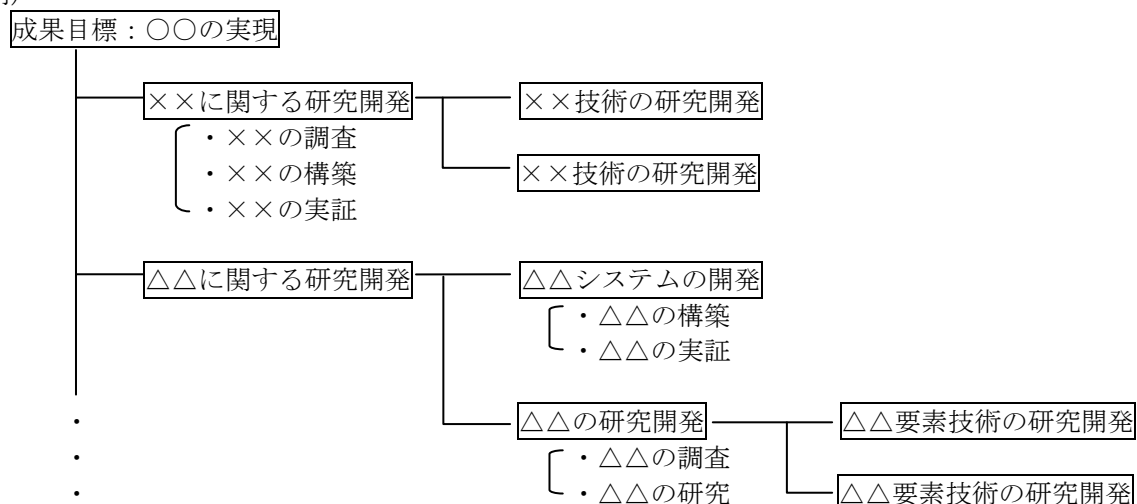 成果目標：○○の実現
××に関する研究開発
××技術の研究開発
・××の調査
・××の構築
・××の実証
××技術の研究開発
△△に関する研究開発
△△システムの開発
・△△の構築
・△△の実証
△△の研究開発
△△要素技術の研究開発
・△△の調査
・△△の研究
△△要素技術の研究開発
・
・
・